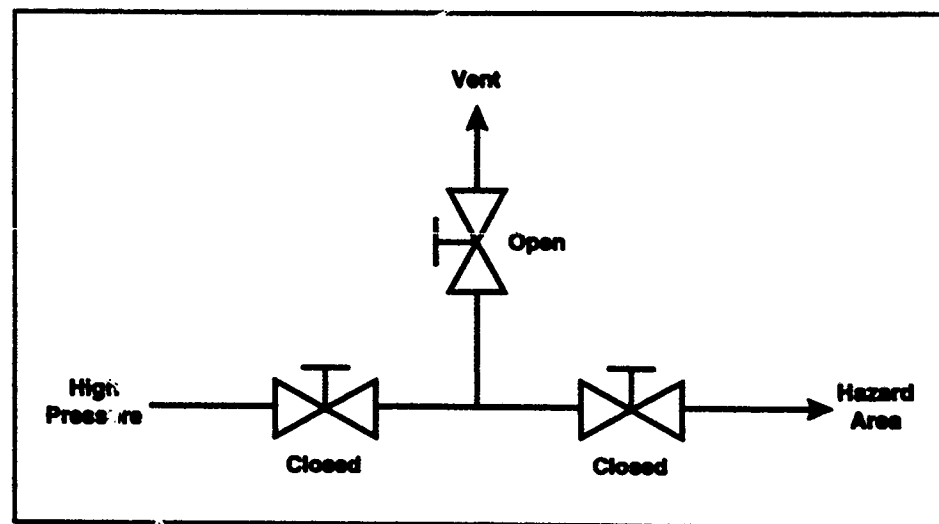 Vent
Open
High
Pressure
Closed
Closed
Hazard
Area